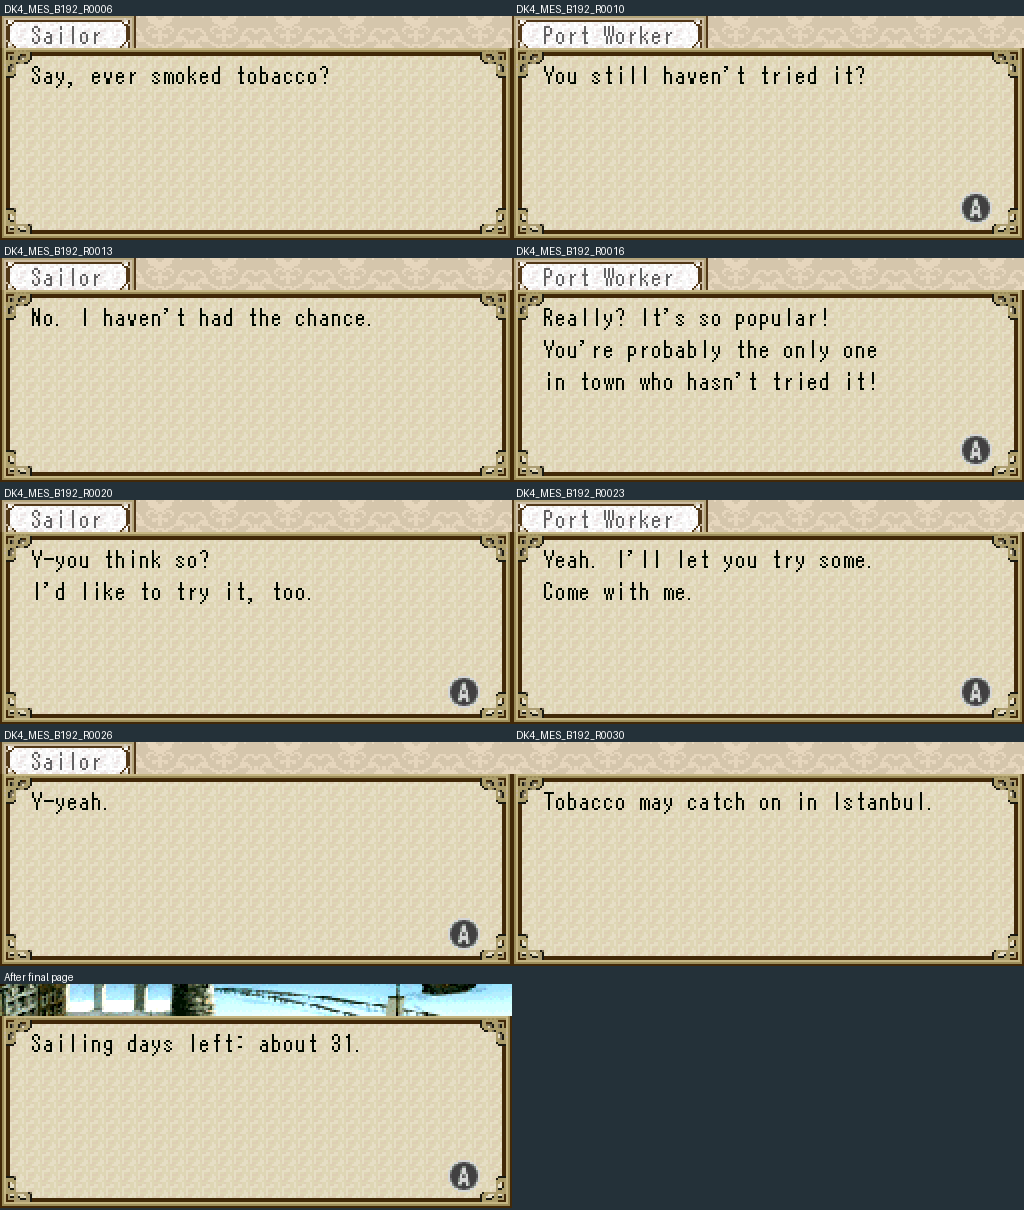 DK4_MES_B192_R0006
Sailor
Say, ever smoked tobacco?
DK4_MES_B192_R0010
Port Worker
You still haven't tried it?
A
DK4_MES_B192_R0013
Sailor
No. I haven't had the chance.
DK4_MES_B192_R0016
Port Worker
Really? It's so popular!
You're probably the only one
in town who hasn't tried it!
A
DK4_MES_B192_R0020
Sailor
Y-you think so?
I'd like to try it, too.
A
DK4_MES_B192_R0023
Port Worker
Yeah. I'll let you try some.
Come with me.
A
DK4_MES_B192_R0026
Sailor
Y-yeah.
A
DK4_MES_B192_R0030
Tobacco may catch on in Istanbul.
After final page
Sailing days left: about 31.
A